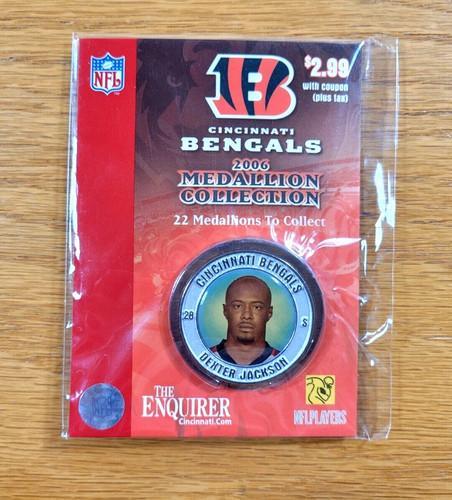 NFL
B
$2.99
with coupon
(plus tax)
CINCINNATI
BENGALS
2006
MEDALLION
COLLECTION
22 Medallions To Collect
CINCINNATI BENGALS
28 S
DEXTER JACKSON
THE
ENQUIRER
Cincinnati.Com
NFLPLAYERS
NFL